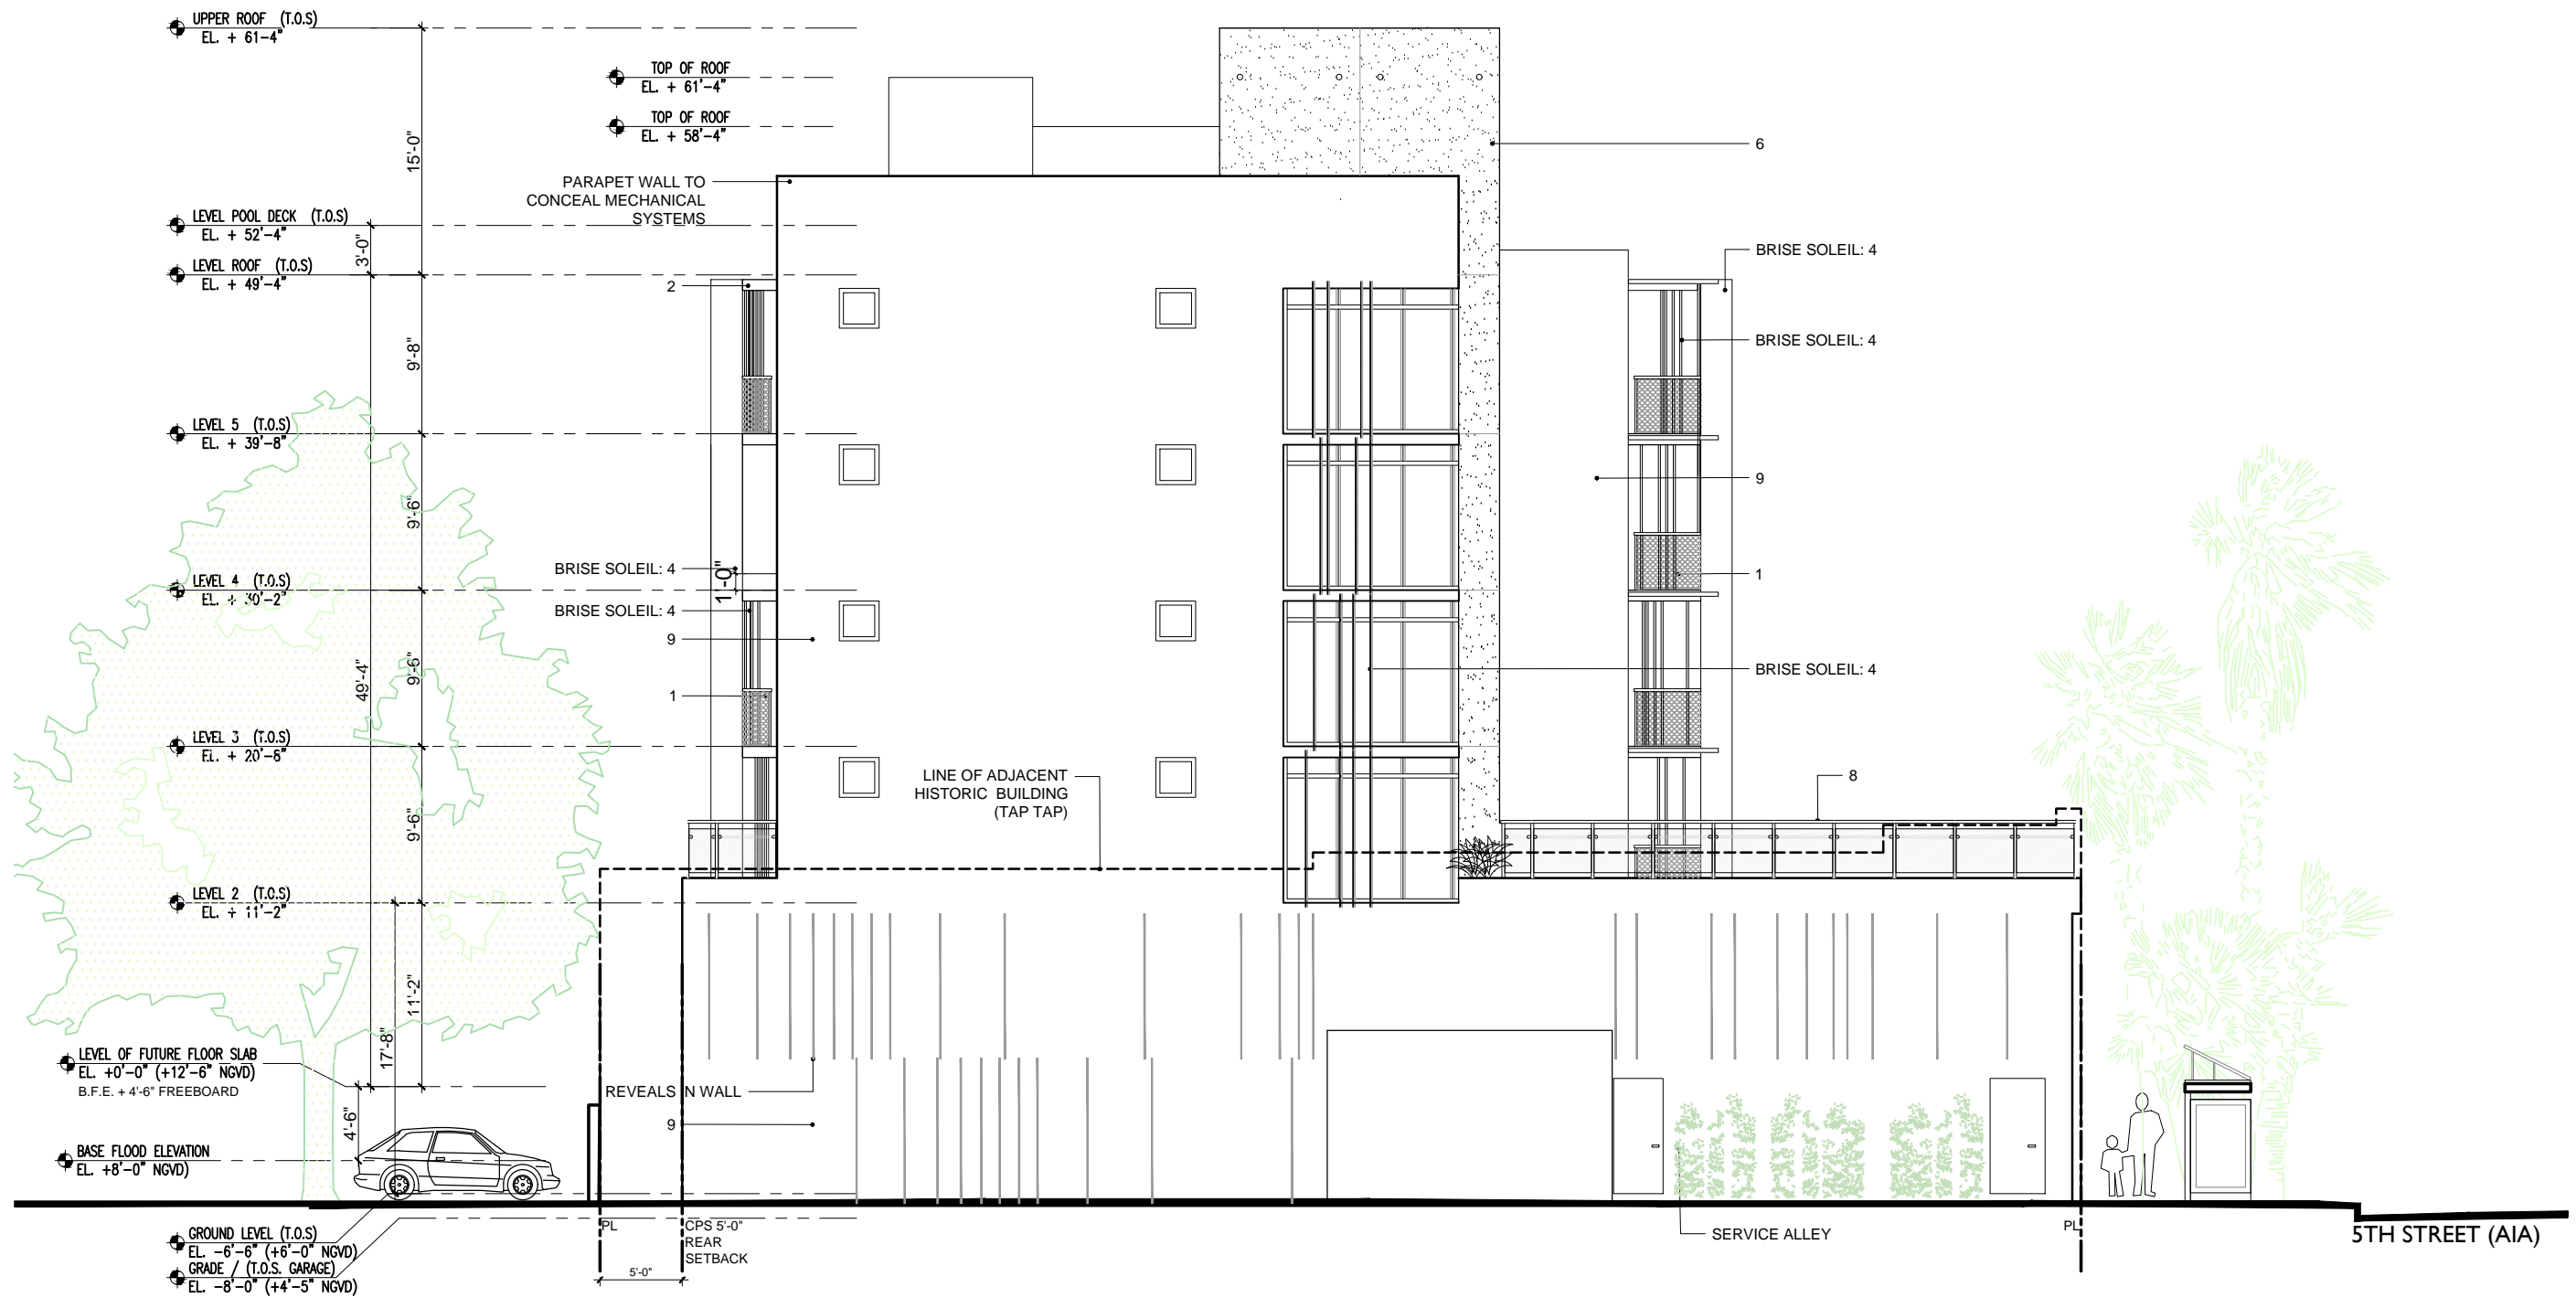 UPPER ROOF (T.O.S)
EL. + 61-4"
TOP OF ROOF
EL. + 61'-4"
TOP OF ROOF
EL. + 58'-4"
15'-0"
6
PARAPET WALL TO
CONCEAL MECHANICAL
SYSTEMS
LEVEL POOL DECK (T.O.S)
EL. + 52'-4"
3'-0"
LEVEL ROOF (T.O.S)
EL. + 49'-4"
BRISE SOLEIL: 4
2
BRISE SOLEIL: 4
9'-8"
LEVEL 5 (T.O.S)
EL. + 39'-8"
9
9'-6"
BRISE SOLEIL: 4
1'-0"
1
LEVEL 4 (T.O.S)
EL. + 30'-2"
BRISE SOLEIL: 4
9
9'-6"
49'-4"
BRISE SOLEIL: 4
1
LEVEL 3 (T.O.S)
EL. + 20'-8"
LINE OF ADJACENT
HISTORIC BUILDING
(TAP TAP)
8
9'-6"
LEVEL 2 (T.O.S)
EL. + 11'-2"
11'-2"
17'-8"
LEVEL OF FUTURE FLOOR SLAB
EL. +0'-0" (+12'-6" NGVD)
B.F.E. + 4'-6" FREEBOARD
REVEALS N WALL
4'-6"
9
BASE FLOOD ELEVATION
EL. +8'-0" NGVD)
GROUND LEVEL (T.O.S)
EL. -6'-6" (+6'-0" NGVD)
GRADE / (T.O.S. GARAGE)
EL. -8'-0" (+4'-5" NGVD)
PL
CPS 5'-0"
REAR
SETBACK
5'-0"
SERVICE ALLEY
PL
5TH STREET (AIA)